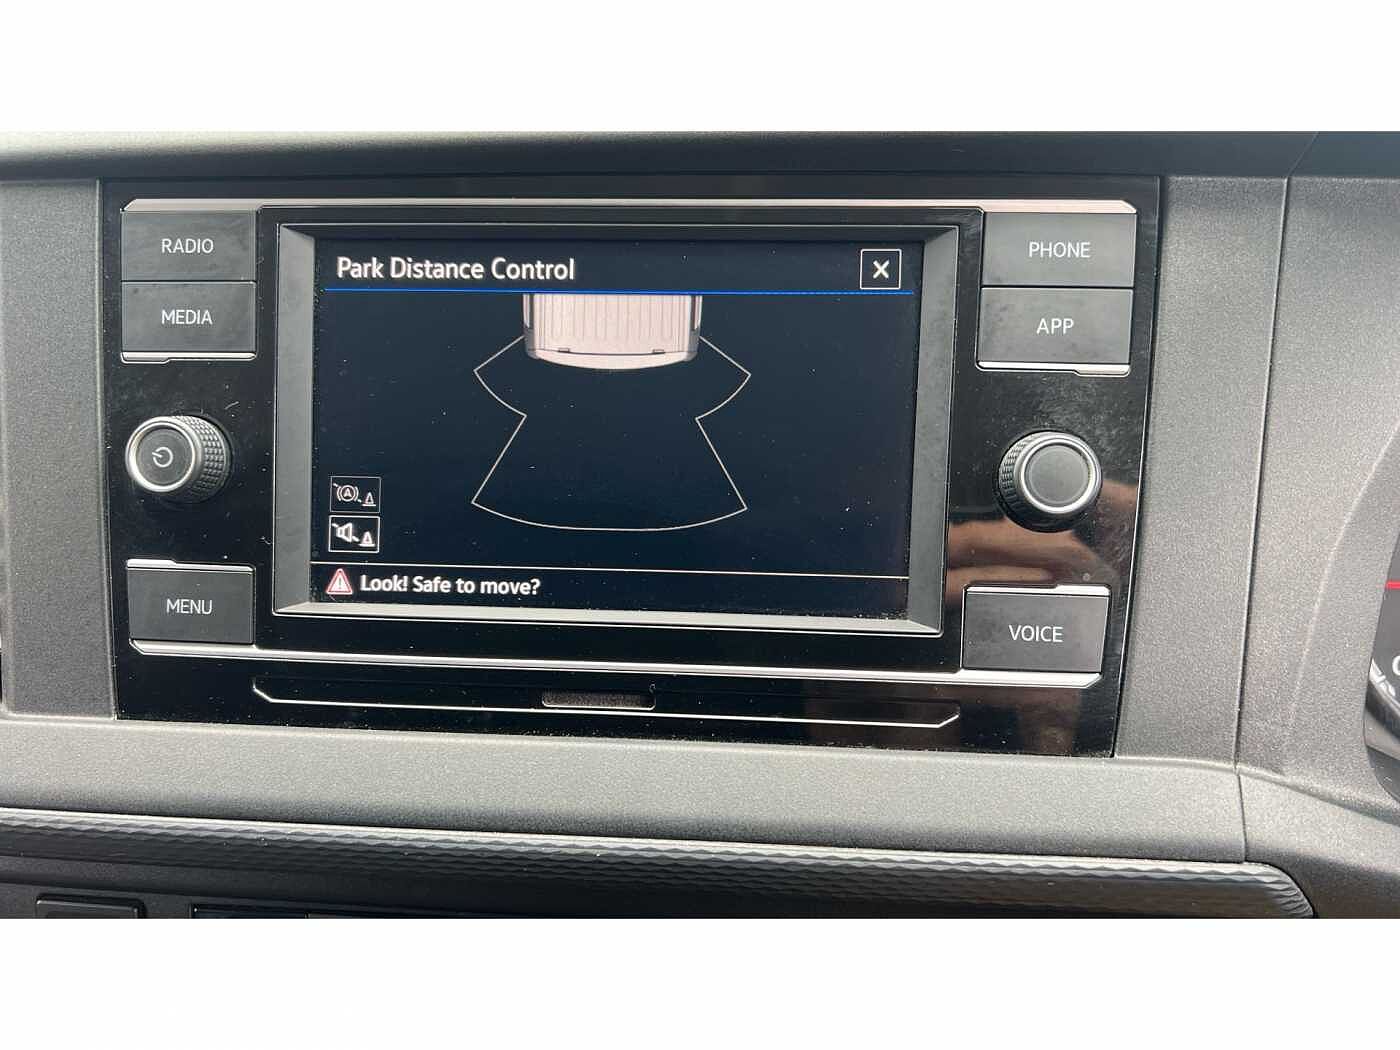 RADIO
MEDIA
MENU
Park Distance Control
Look! Safe to move?
PHONE
APP
VOICE